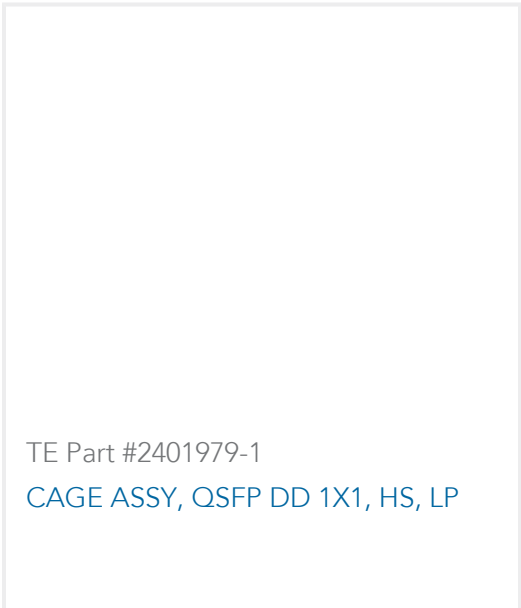 TE Part #2401979-1
CAGE ASSY, QSFP DD 1X1, HS, LP